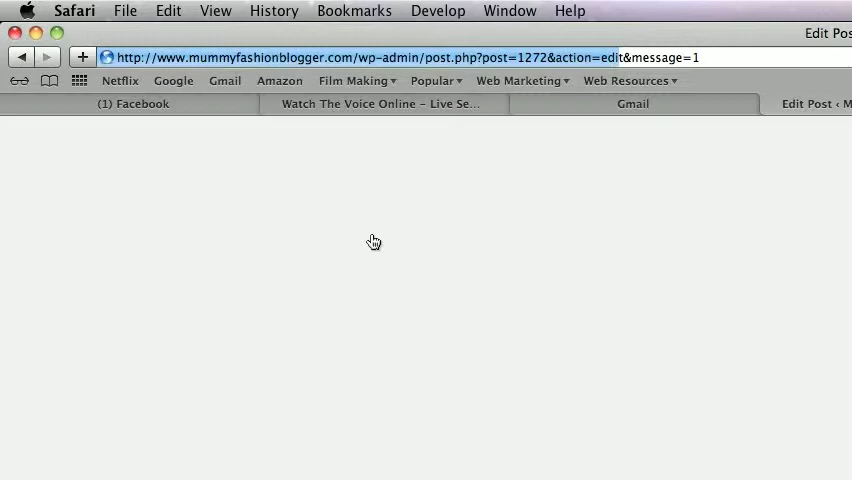 Safari File Edit View History Bookmarks Develop Window Help
Edit Pos
http://www.mummyfashionblogger.com/wp-admin/post.php?post=1272&action=edit&message=1
Netflix Google Gmail Amazon Film Making▾ Popular▾ Web Marketing▾ Web Resources▾
(1) Facebook Watch The Voice Online – Live Se... Gmail Edit Post ‹ M